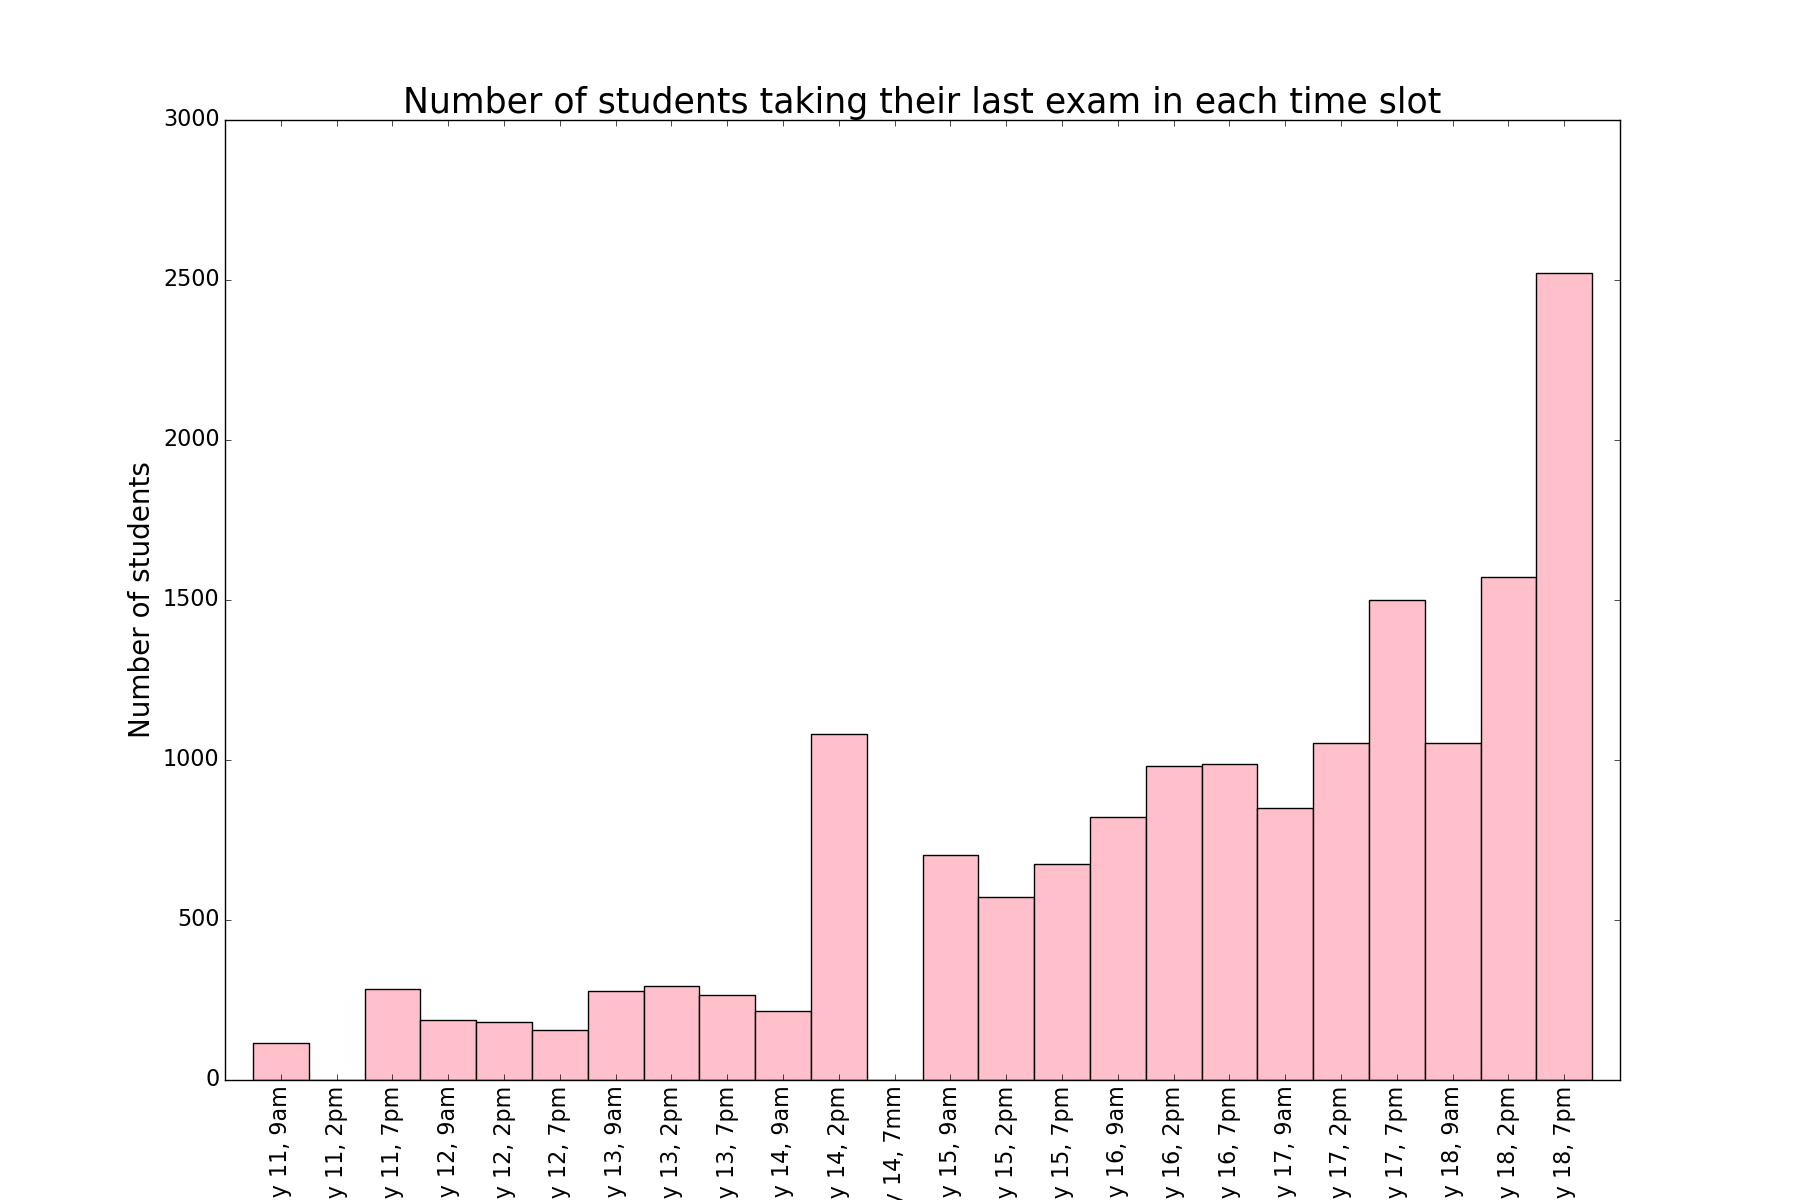 Number of students taking their last exam in each time slot
3000
2500
2000
1500
1000
500
0
Number of students
y 11, 9am
y 11, 2pm
y 11, 7pm
y 12, 9am
y 12, 2pm
y 12, 7pm
y 13, 9am
y 13, 2pm
y 13, 7pm
y 14, 9am
y 14, 2pm
y 14, 7mm
y 15, 9am
y 15, 2pm
y 15, 7pm
y 16, 9am
y 16, 2pm
y 16, 7pm
y 17, 9am
y 17, 2pm
y 17, 7pm
y 18, 9am
y 18, 2pm
y 18, 7pm